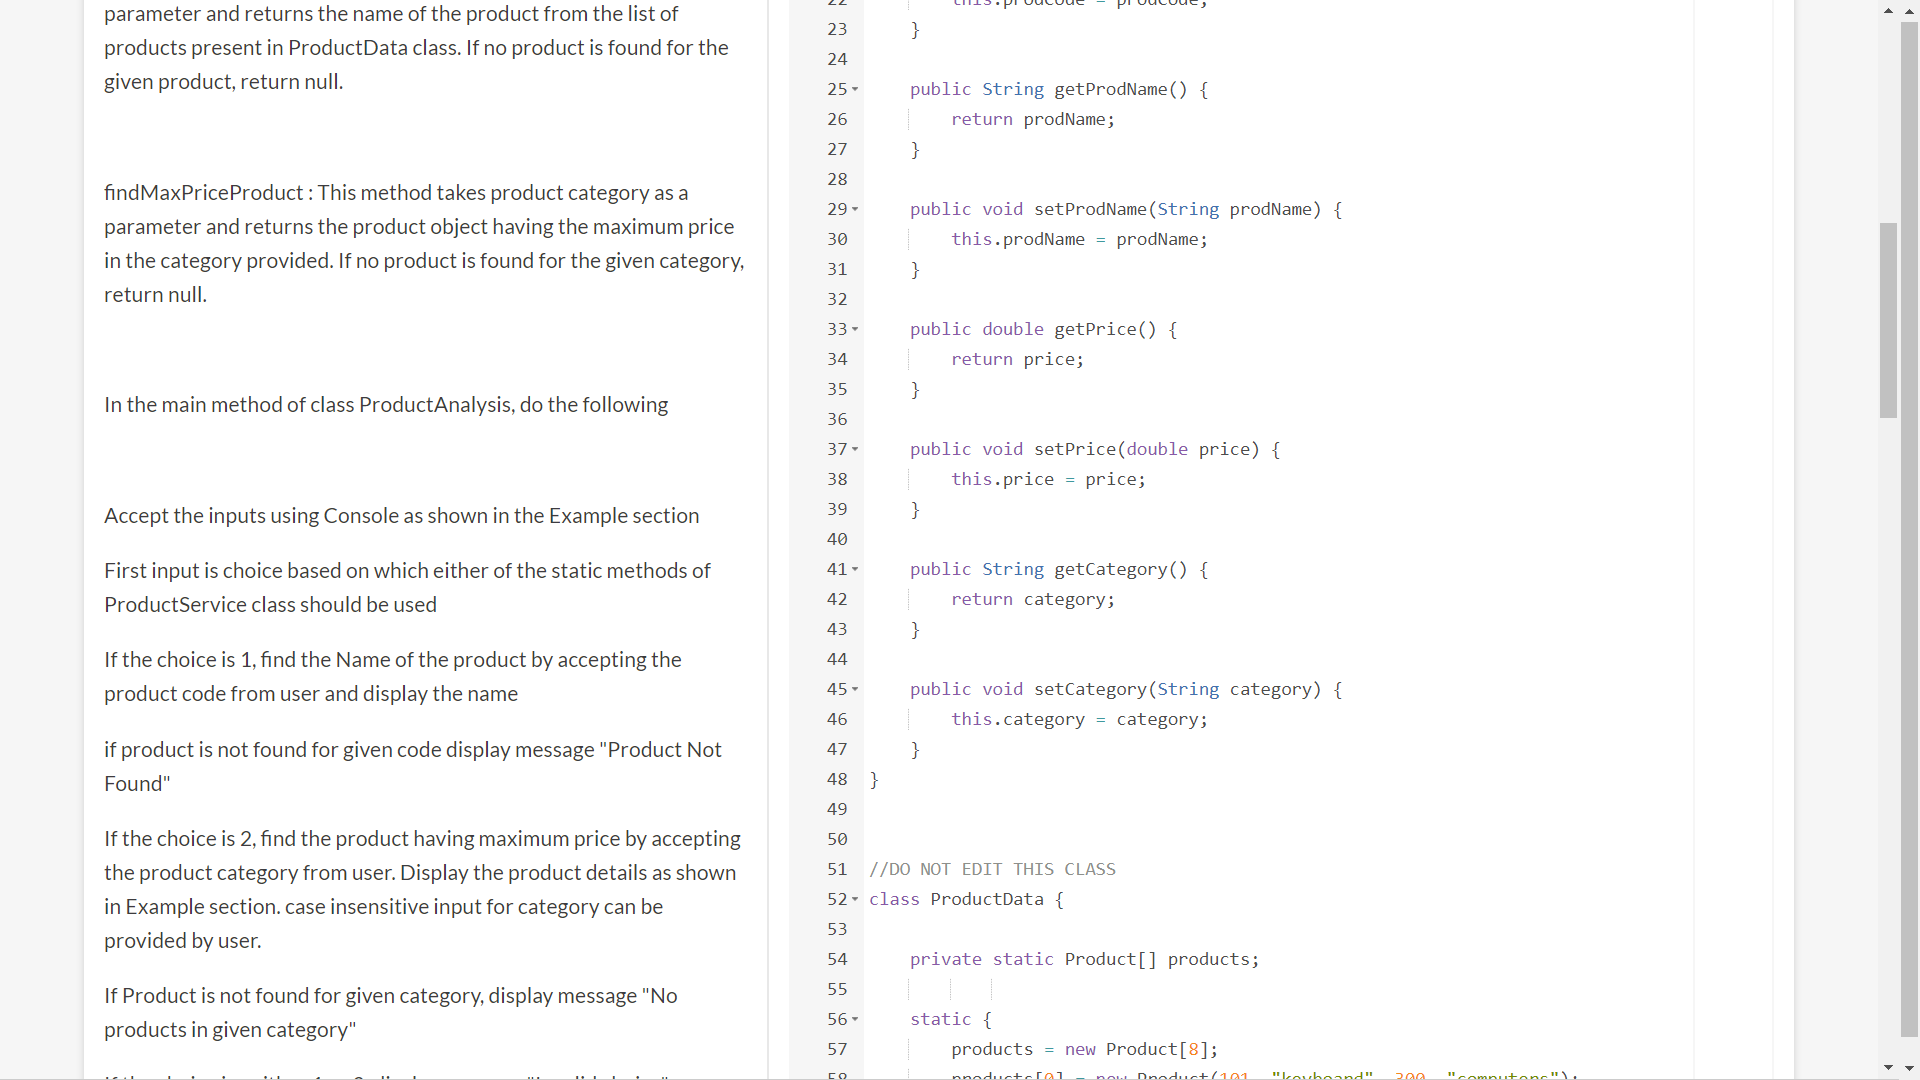 parameter and returns the name of the product from the list of
products present in ProductData class. If no product is found for the
given product, return null.
findMaxPriceProduct : This method takes product category as a
parameter and returns the product object having the maximum price
in the category provided. If no product is found for the given category,
return null.
In the main method of class ProductAnalysis, do the following
Accept the inputs using Console as shown in the Example section
First input is choice based on which either of the static methods of
ProductService class should be used
If the choice is 1, find the Name of the product by accepting the
product code from user and display the name
if product is not found for given code display message "Product Not
Found"
If the choice is 2, find the product having maximum price by accepting
the product category from user. Display the product details as shown
in Example section. case insensitive input for category can be
provided by user.
If Product is not found for given category, display message "No
products in given category"
22 this.prodCode = prodCode;
23 }
24
25 public String getProdName() {
26 return prodName;
27 }
28
29 public void setProdName(String prodName) {
30 this.prodName = prodName;
31 }
32
33 public double getPrice() {
34 return price;
35 }
36
37 public void setPrice(double price) {
38 this.price = price;
39 }
40
41 public String getCategory() {
42 return category;
43 }
44
45 public void setCategory(String category) {
46 this.category = category;
47 }
48 }
49
50
51 //DO NOT EDIT THIS CLASS
52 class ProductData {
53
54 private static Product[] products;
55
56 static {
57 products = new Product[8];
58 products[0] = new Product(101, "keyboard", 300, "computers");